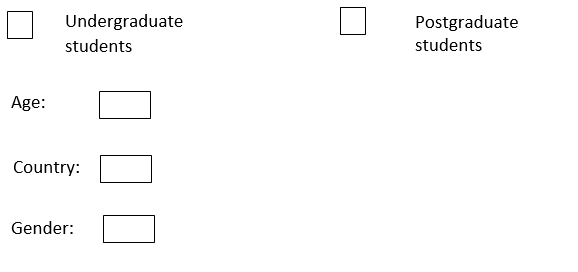 Undergraduate
students
Postgraduate
students
Age:
Country:
Gender: